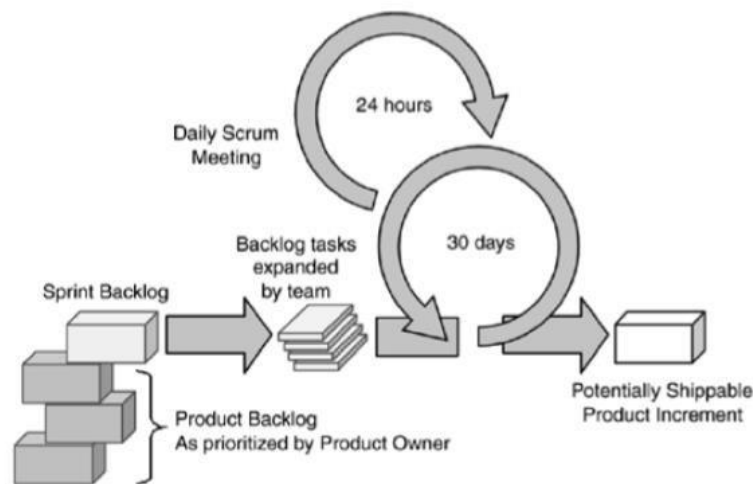 24 hours
Daily Scrum
Meeting
30 days
Backlog tasks
expanded
by team
Sprint Backlog
Potentially Shippable
Product Increment
Product Backlog
As prioritized by Product Owner